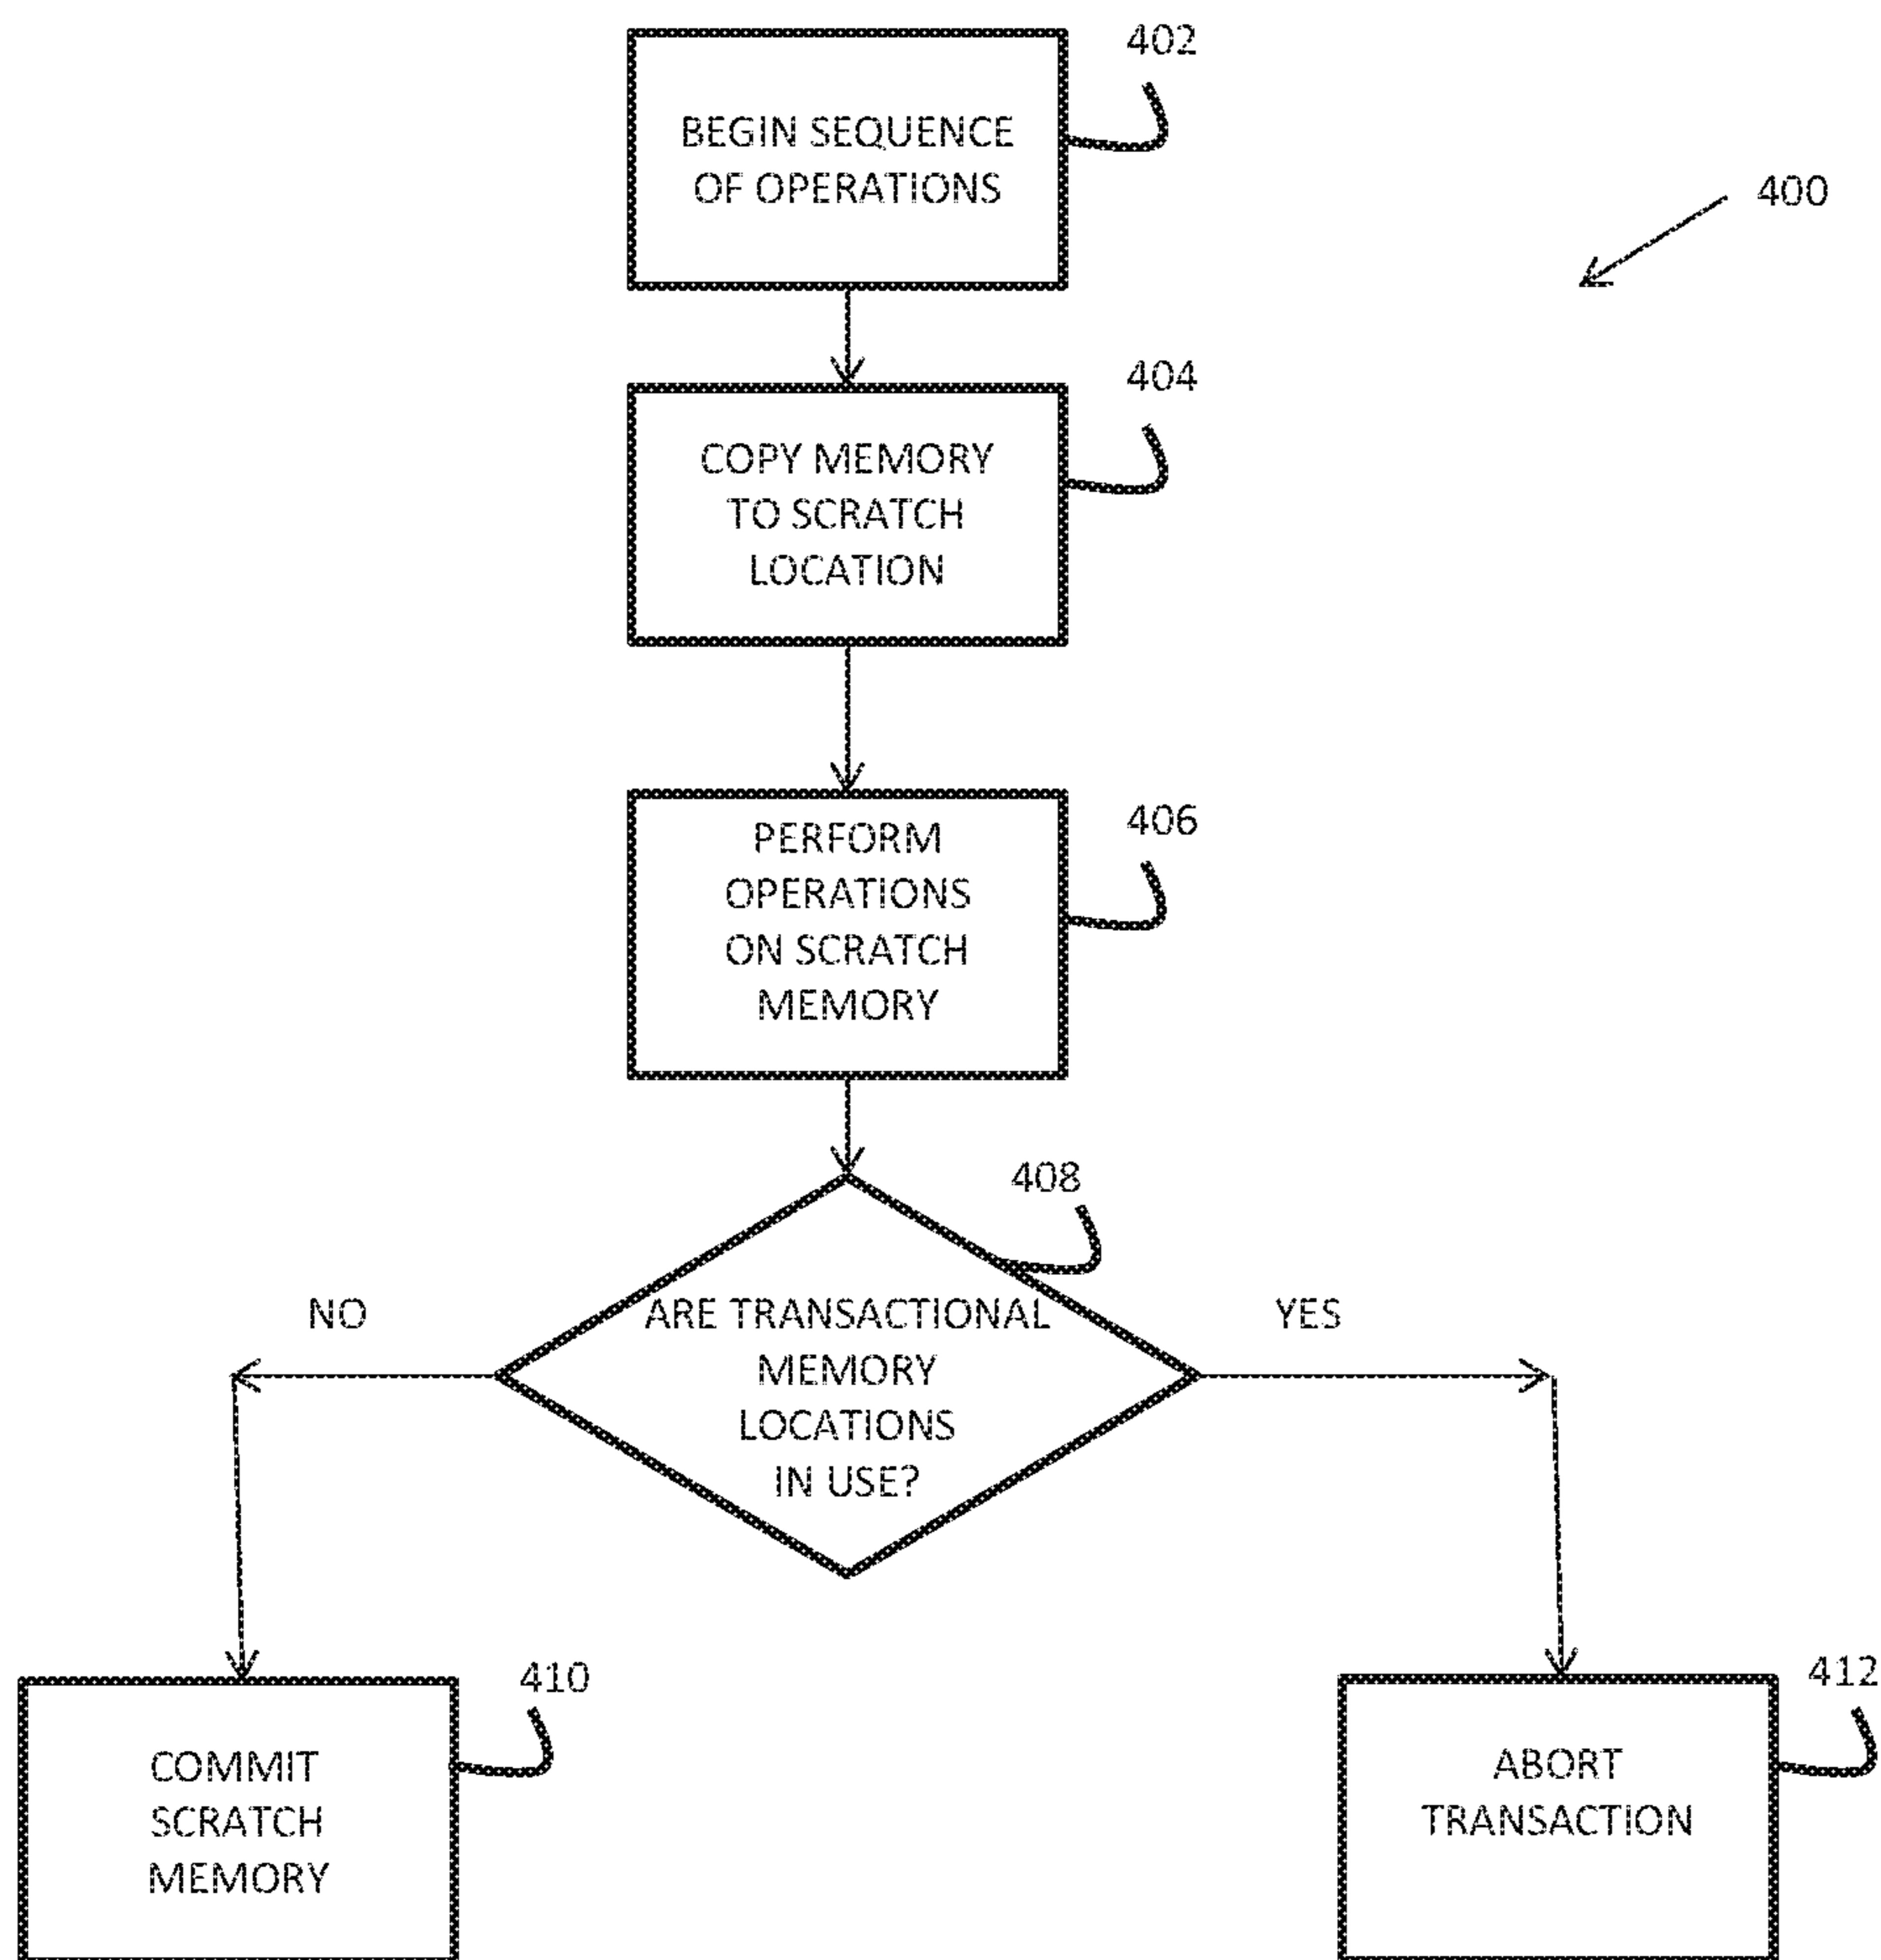 402
BEGIN SEQUENCE
OF OPERATIONS
400
404
COPY MEMORY
TO SCRATCH
LOCATION
406
PERFORM
OPERATIONS
ON SCRATCH
MEMORY
408
NO
ARE TRANSACTIONAL
MEMORY
LOCATIONS
IN USE?
YES
410
COMMIT
SCRATCH
MEMORY
412
ABORT
TRANSACTION